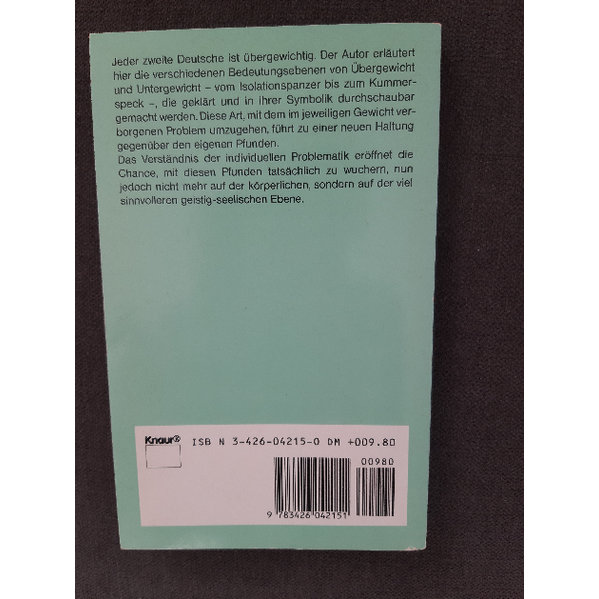 Jeder zweite Deutsche ist übergewichtig. Der Autor erläutert
hier die verschiedenen Bedeutungsebenen von Übergewicht
und Untergewicht – vom Isolationspanzer bis zum Kummer-
speck –, die geklärt und in ihrer Symbolik durchschaubar
gemacht werden. Diese Art, mit dem im jeweiligen Gewicht ver-
borgenen Problem umzugehen, führt zu einer neuen Haltung
gegenüber den eigenen Pfunden.
Das Verständnis der individuellen Problematik eröffnet die
Chance, mit diesen Pfunden tatsächlich zu wuchern, nun
jedoch nicht mehr auf der körperlichen, sondern auf der viel
sinnvolleren geistig-seelischen Ebene.
Knaur®
ISB N 3-426-04215-0 DM +009.80
00980
9 783426 042151